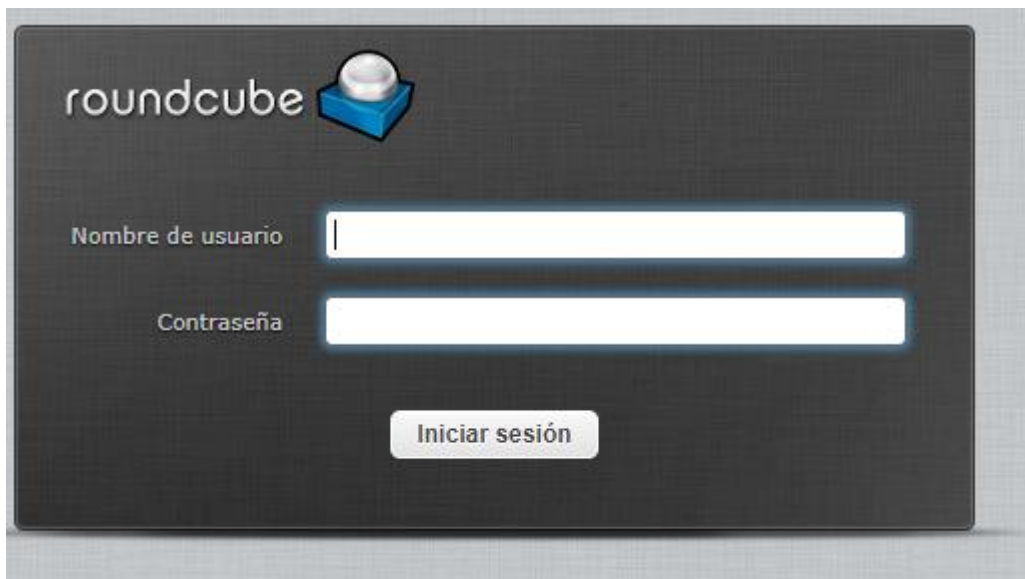 roundcube
Nombre de usuario
Contraseña
Iniciar sesión